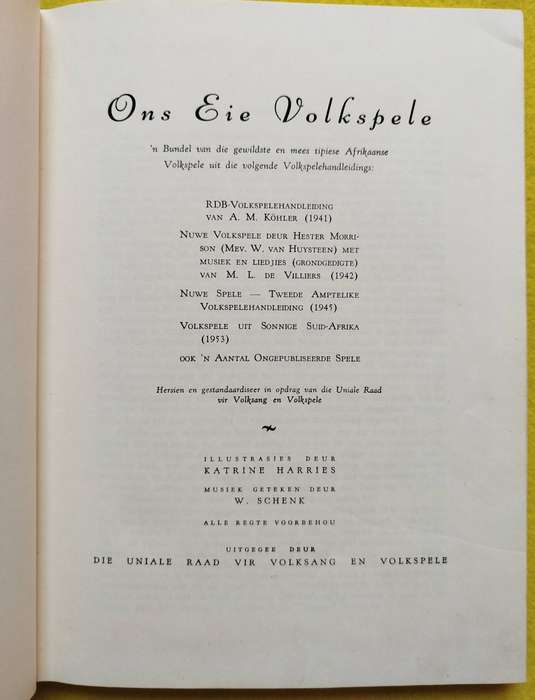 Ons Eie Volkspele
'n Bundel van die gewildste en mees tipiese Afrikaanse
Volkspele uit die volgende Volkspelehandleidings:
RDB-Volkspelehandleiding
van A. M. Köhler (1941)
Nuwe Volkspele deur Hester Morri-
son (Mev. W. van Huysteen) met
musiek en liedjies (grondgedigte)
van M. L. de Villiers (1942)
Nuwe Spele — Tweede Amptelike
Volkspelehandleiding (1945)
Volkspele uit Sonnige Suid-Afrika
(1953)
ook 'n Aantal Ongepubliseerde Spele
Hersien en gestandaardiseer in opdrag van die Uniale Raad
vir Volksang en Volkspele
ILLUSTRASIES DEUR
KATRINE HARRIES
MUSIEK GETEKEN DEUR
W. SCHENK
ALLE REGTE VOORBEHOU
UITGEGEE DEUR
DIE UNIALE RAAD VIR VOLKSANG EN VOLKSPELE